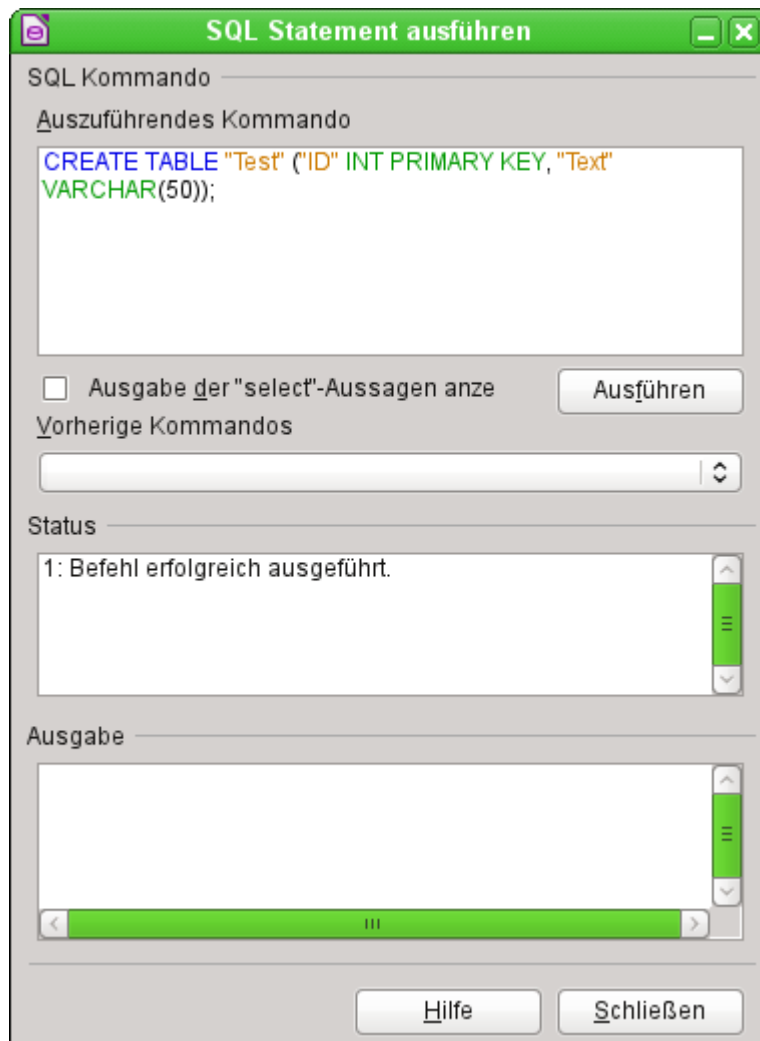 SQL Statement ausführen
SQL Kommando
Auszuführendes Kommando
CREATE TABLE "Test" ("ID" INT PRIMARY KEY, "Text"
VARCHAR(50));
Ausgabe der "select"-Aussagen anze
Ausführen
Vorherige Kommandos
Status
1: Befehl erfolgreich ausgeführt.
Ausgabe
Hilfe
Schließen